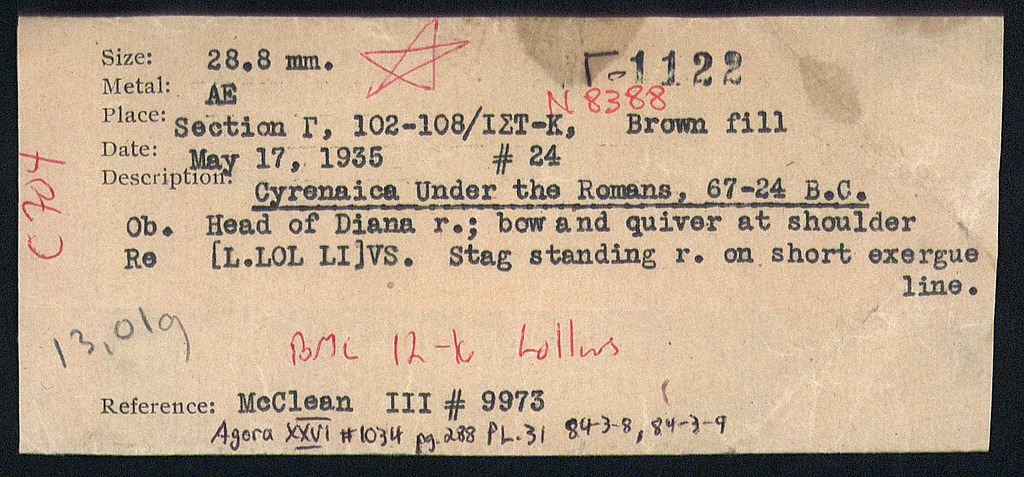 Size: 28.8 mm. Γ-1122
Metal: AE N 8388
Place: Section Γ, 102-108/ΙΣΤ-Κ, Brown fill
Date: May 17, 1935 # 24
Description:
Cyrenaica Under the Romans, 67-24 B.C.
Ob. Head of Diana r.; bow and quiver at shoulder
Re [L.LOL LI]VS. Stag standing r. on short exergue
line.
C 704
13,01g
BMC 12-16 Lollius
Reference: McClean III # 9973
Agora XXVI #1034 pg. 288 PL.31 84-3-8, 84-3-9